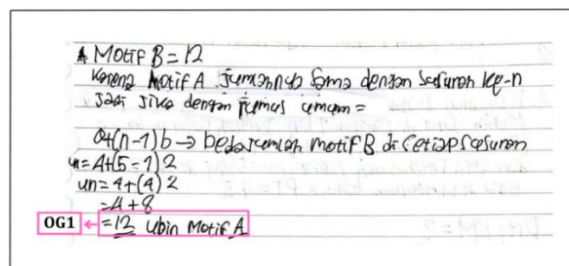 A Motif B = 12
Karena Motif A Jumlahnya Sama dengan Susunan ke-n
Jadi Jika dengan rumus umum =
a+(n-1)b → beda Jumlah motif B di setiap susunan
un = 4+(5-1)2
un = 4+(4)2
= 4+8
OG1 ← = 12 Ubin Motif A